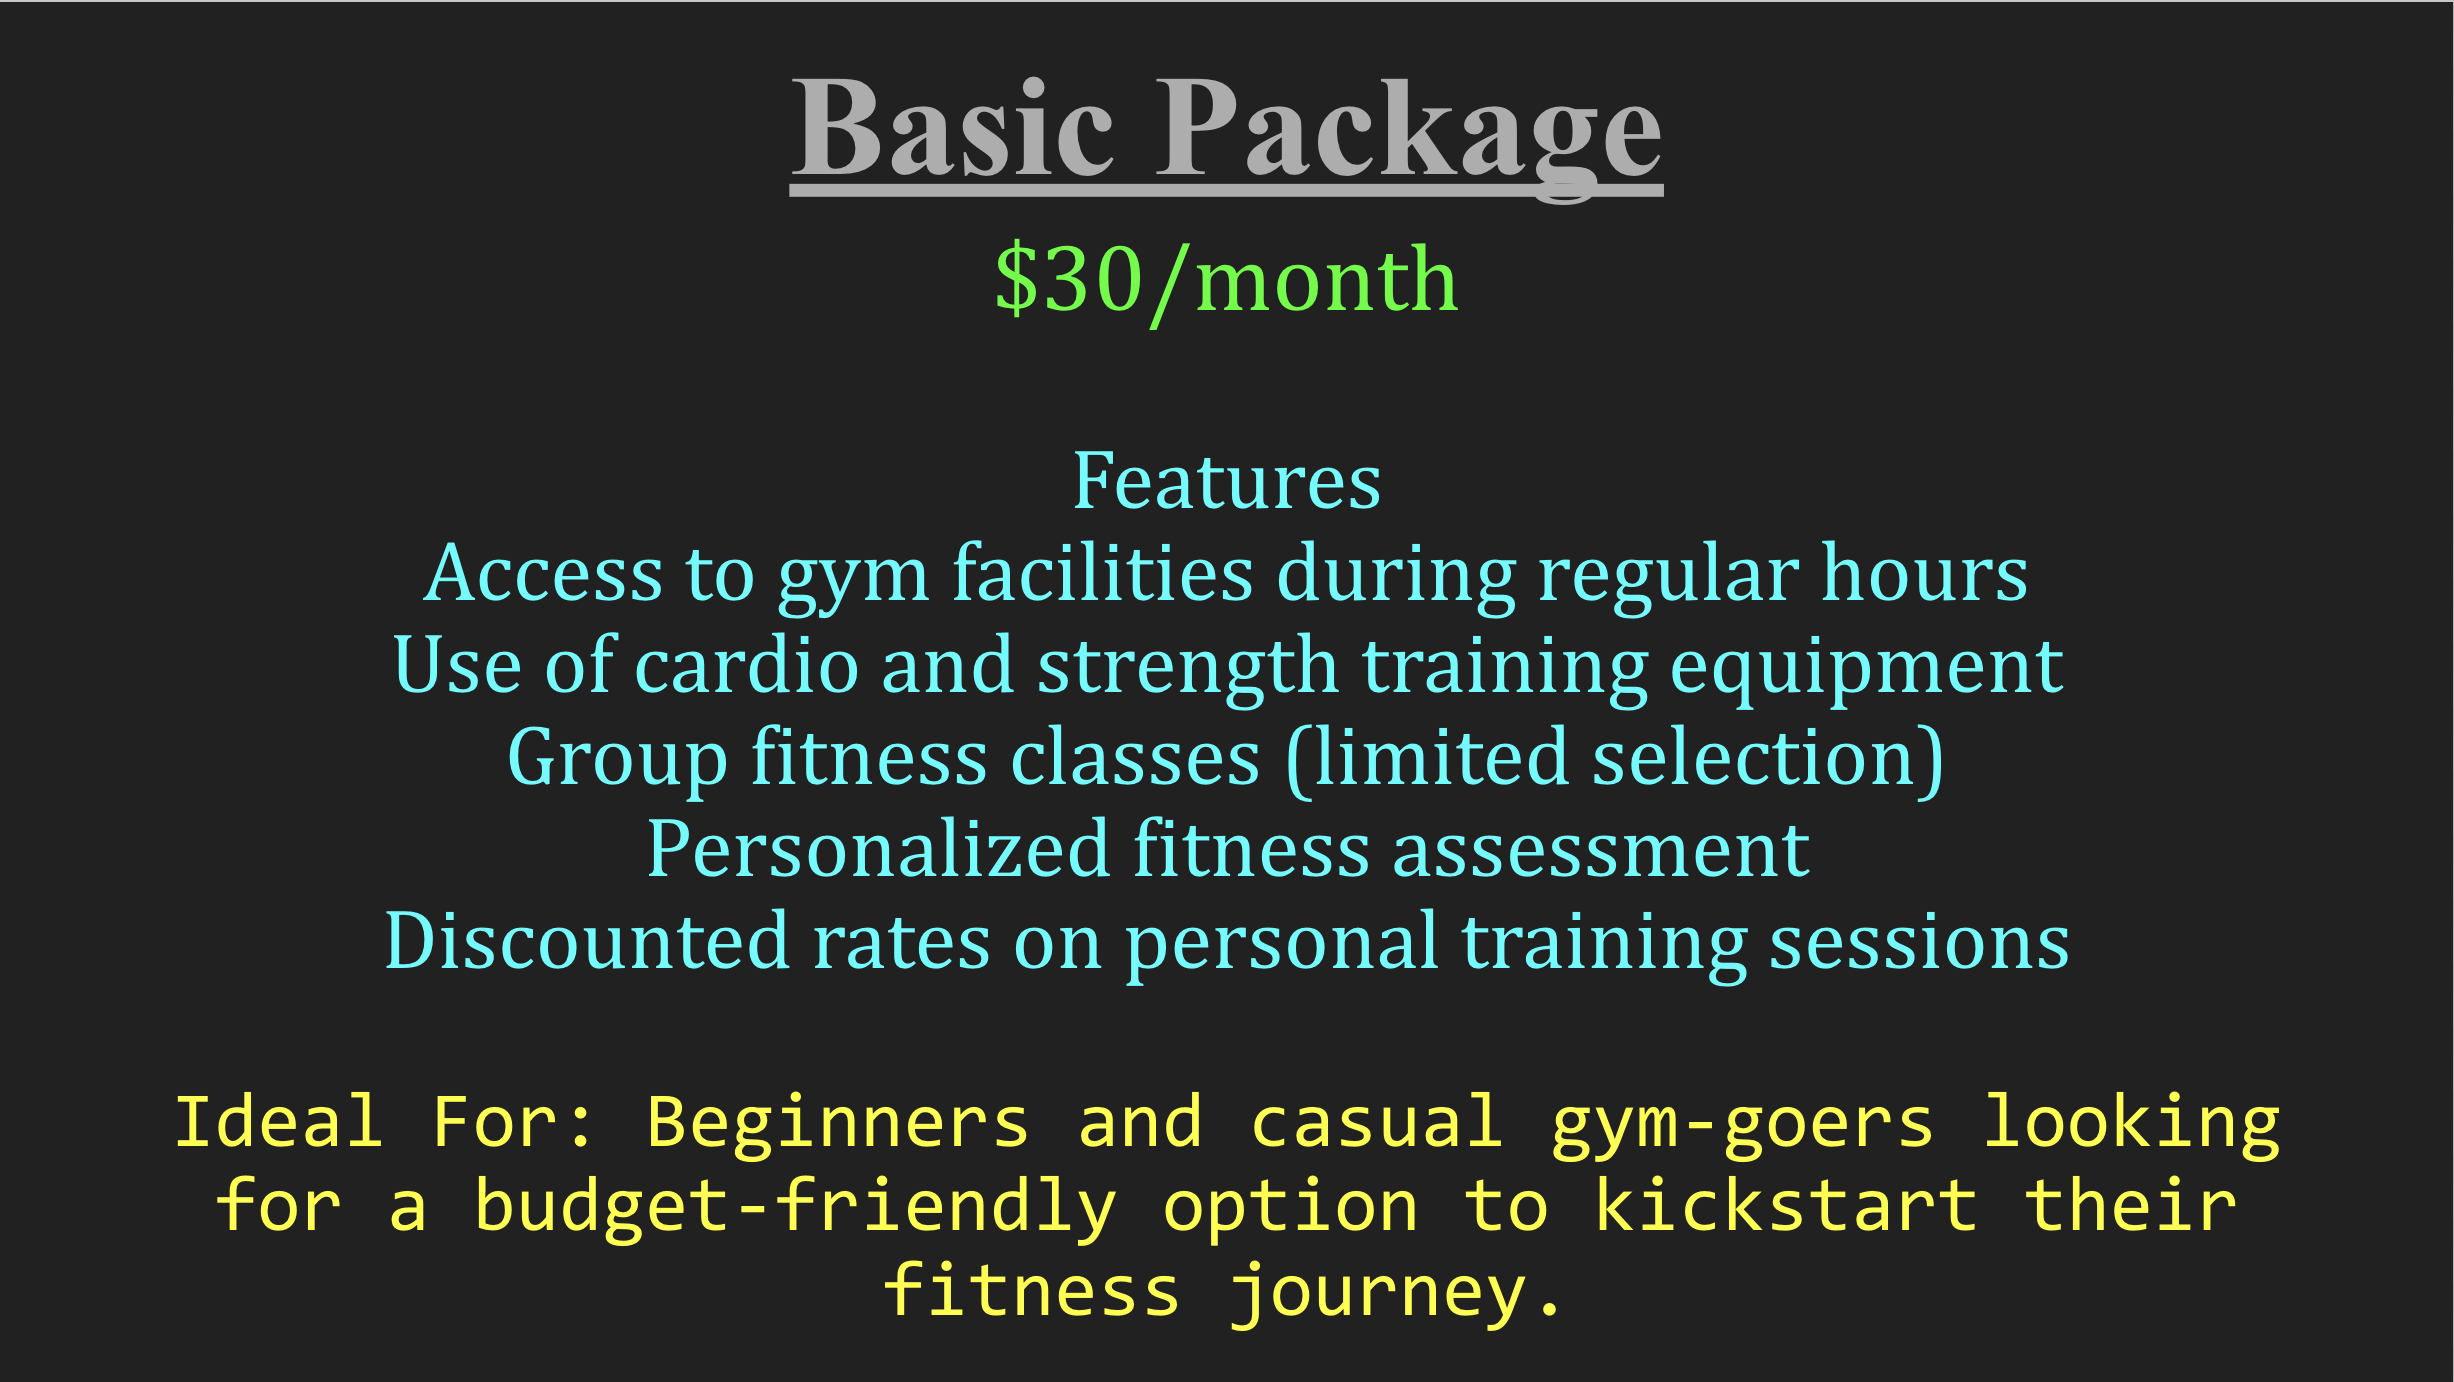 Basic Package
$30/month
Features
Access to gym facilities during regular hours
Use of cardio and strength training equipment
Group fitness classes (limited selection)
Personalized fitness assessment
Discounted rates on personal training sessions
Ideal For: Beginners and casual gym-goers looking
for a budget-friendly option to kickstart their
fitness journey.